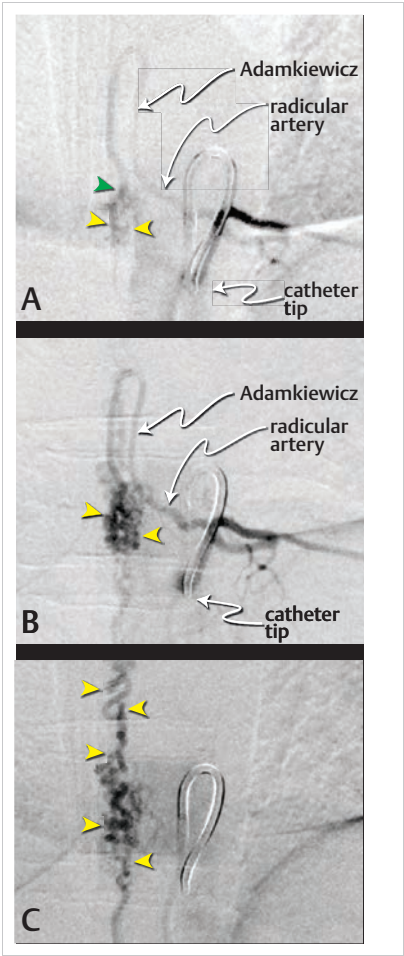 Adamkiewicz
radicular
artery
catheter
tip
A
Adamkiewicz
radicular
artery
catheter
tip
B
C